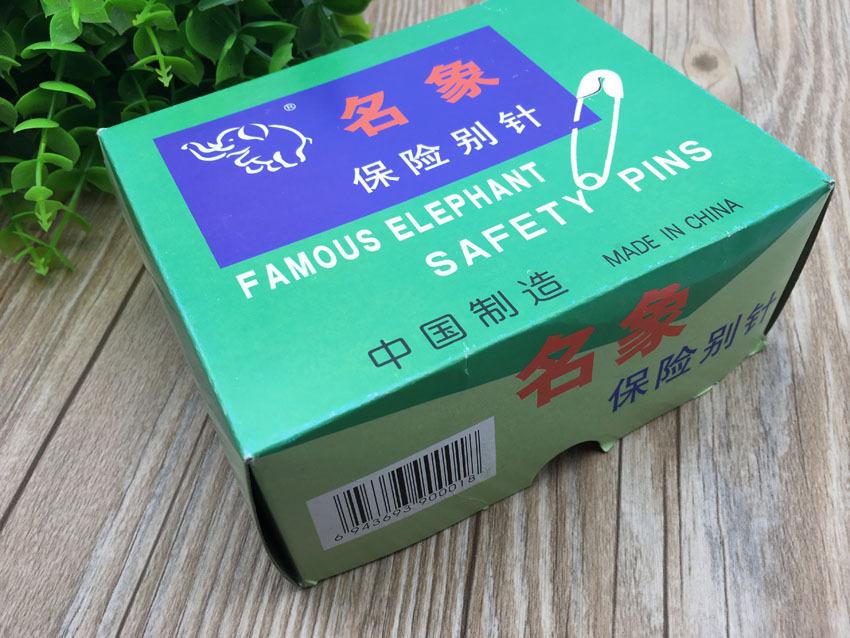 ®
名象
保险别针
FAMOUS ELEPHANT
SAFETY PINS
中国制造
MADE IN CHINA
名象
保险别针
6 943693 900018